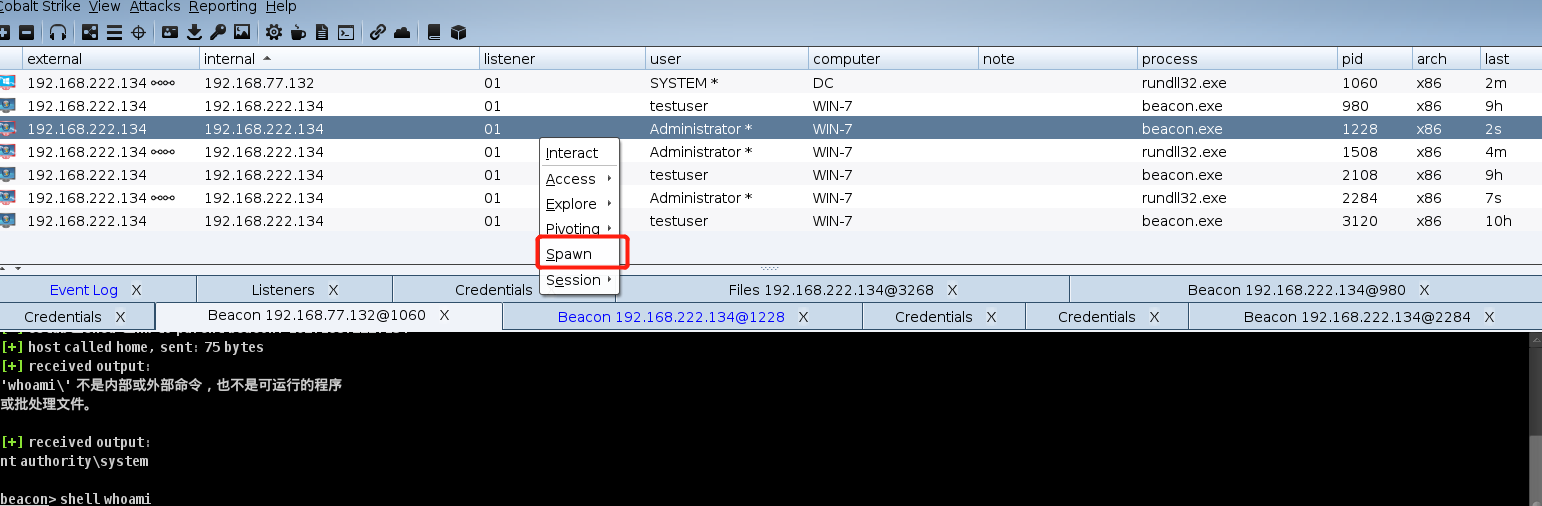 Cobalt Strike View Attacks Reporting Help
external internal listener user computer note process pid arch last
192.168.222.134 192.168.77.132 01 SYSTEM * DC rundll32.exe 1060 x86 2m
192.168.222.134 192.168.222.134 01 testuser WIN-7 beacon.exe 980 x86 9h
192.168.222.134 192.168.222.134 01 Administrator * WIN-7 beacon.exe 1228 x86 2s
192.168.222.134 192.168.222.134 01 Administrator * WIN-7 rundll32.exe 1508 x86 4m
192.168.222.134 192.168.222.134 01 testuser WIN-7 beacon.exe 2108 x86 9h
192.168.222.134 192.168.222.134 01 Administrator * WIN-7 rundll32.exe 2284 x86 7s
192.168.222.134 192.168.222.134 01 testuser WIN-7 beacon.exe 3120 x86 10h
Interact
Access
Explore
Pivoting
Spawn
Session
Event Log X Listeners X Credentials Files 192.168.222.134@3268 X Beacon 192.168.222.134@980 X
Credentials X Beacon 192.168.77.132@1060 X Beacon 192.168.222.134@1228 X Credentials X Credentials X Beacon 192.168.222.134@2284 X
[+] host called home, sent: 75 bytes
[+] received output:
'whoami\' 不是内部或外部命令，也不是可运行的程序
或批处理文件。
[+] received output:
nt authority\system
beacon> shell whoami